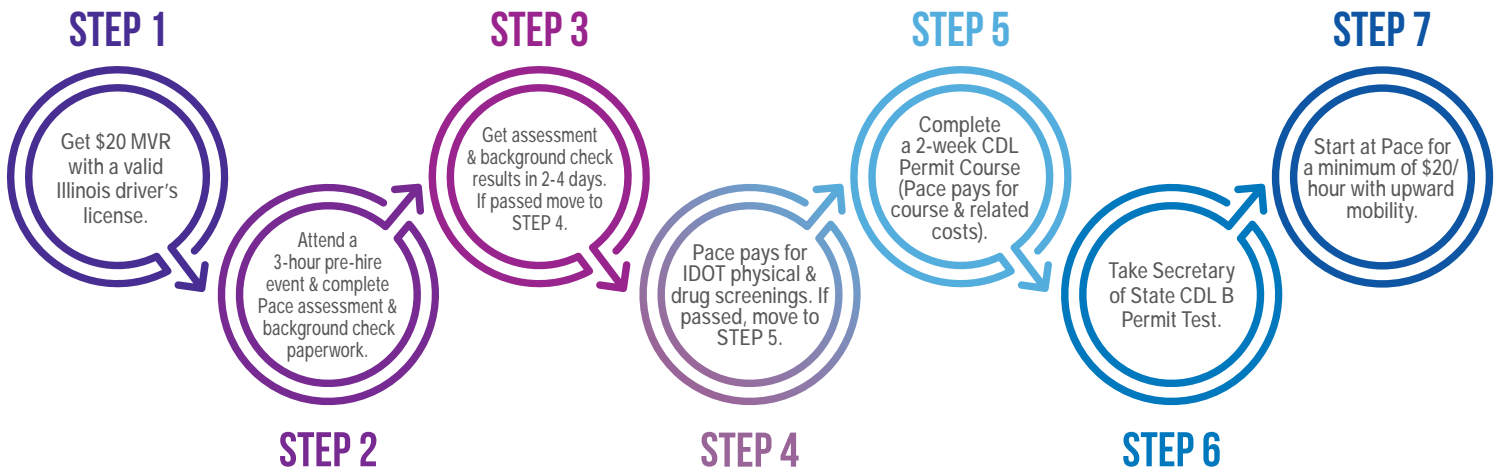 STEP 1
Get $20 MVR
with a valid
Illinois driver's
license.
STEP 2
Attend a
3-hour pre-hire
event & complete
Pace assessment &
background check
paperwork.
STEP 3
Get assessment
& background check
results in 2-4 days.
If passed move to
STEP 4.
STEP 4
Pace pays for
IDOT physical &
drug screenings. If
passed, move to
STEP 5.
STEP 5
Complete
a 2-week CDL
Permit Course
(Pace pays for
course & related
costs).
STEP 6
Take Secretary
of State CDL B
Permit Test.
STEP 7
Start at Pace for
a minimum of $20/
hour with upward
mobility.